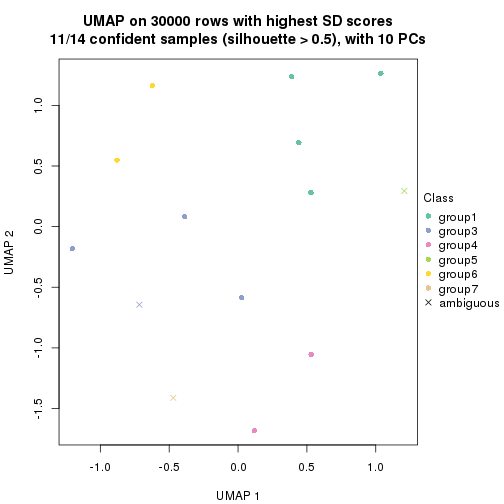 UMAP on 30000 rows with highest SD scores
11/14 confident samples (silhouette > 0.5), with 10 PCs
UMAP 2
1.0
0.5
0.0
-0.5
-1.0
-1.5
-1.0
-0.5
0.0
0.5
1.0
UMAP 1
Class
group1
group3
group4
group5
group6
group7
ambiguous